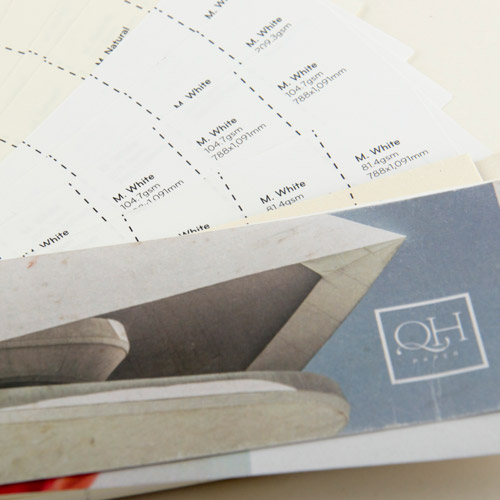 M. Natural
M. White
M. White
209.3gsm
M. White
M. White
104.7gsm
788x1,091mm
M. White
104.7gsm
788x1,091mm
M. White
81.4gsm
788x1,091mm
M. White
104.7gsm
M. White
81.4gsm
White
White
QH
PAPER